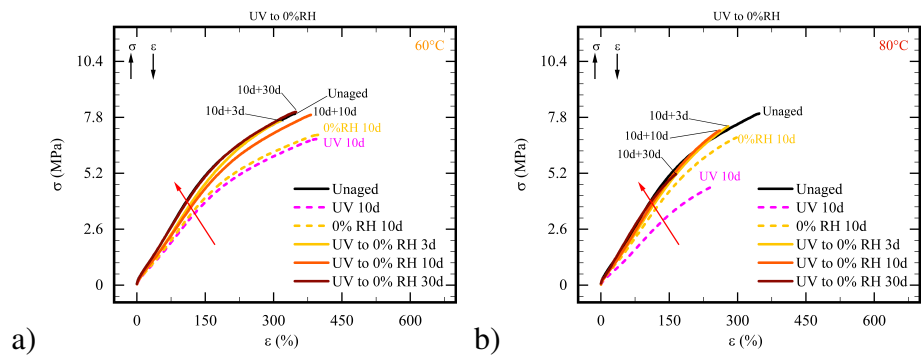 UV to 0%RH
60°C
σ ε
10.4
7.8
5.2
2.6
0
σ (MPa)
10d+30d
Unaged
10d+3d
10d+10d
0%RH 10d
UV 10d
Unaged
UV 10d
0% RH 10d
UV to 0% RH 3d
UV to 0% RH 10d
UV to 0% RH 30d
0 150 300 450 600
ε (%)
a)
UV to 0%RH
80°C
σ ε
10.4
7.8
5.2
2.6
0
σ (MPa)
10d+3d
Unaged
10d+10d
0%RH 10d
10d+30d
UV 10d
Unaged
UV 10d
0% RH 10d
UV to 0% RH 3d
UV to 0% RH 10d
UV to 0% RH 30d
0 150 300 450 600
ε (%)
b)